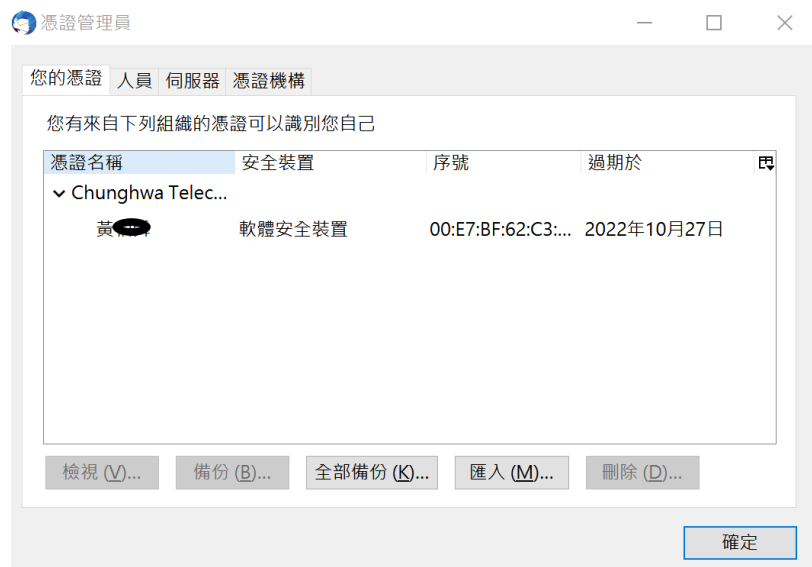 憑證管理員
您的憑證 人員 伺服器 憑證機構
您有來自下列組織的憑證可以識別您自己
憑證名稱 安全裝置 序號 過期於
Chunghwa Telec...
黃 軟體安全裝置 00:E7:BF:62:C3:... 2022年10月27日
檢視 (V)... 備份 (B)... 全部備份 (K)... 匯入 (M)... 刪除 (D)...
確定